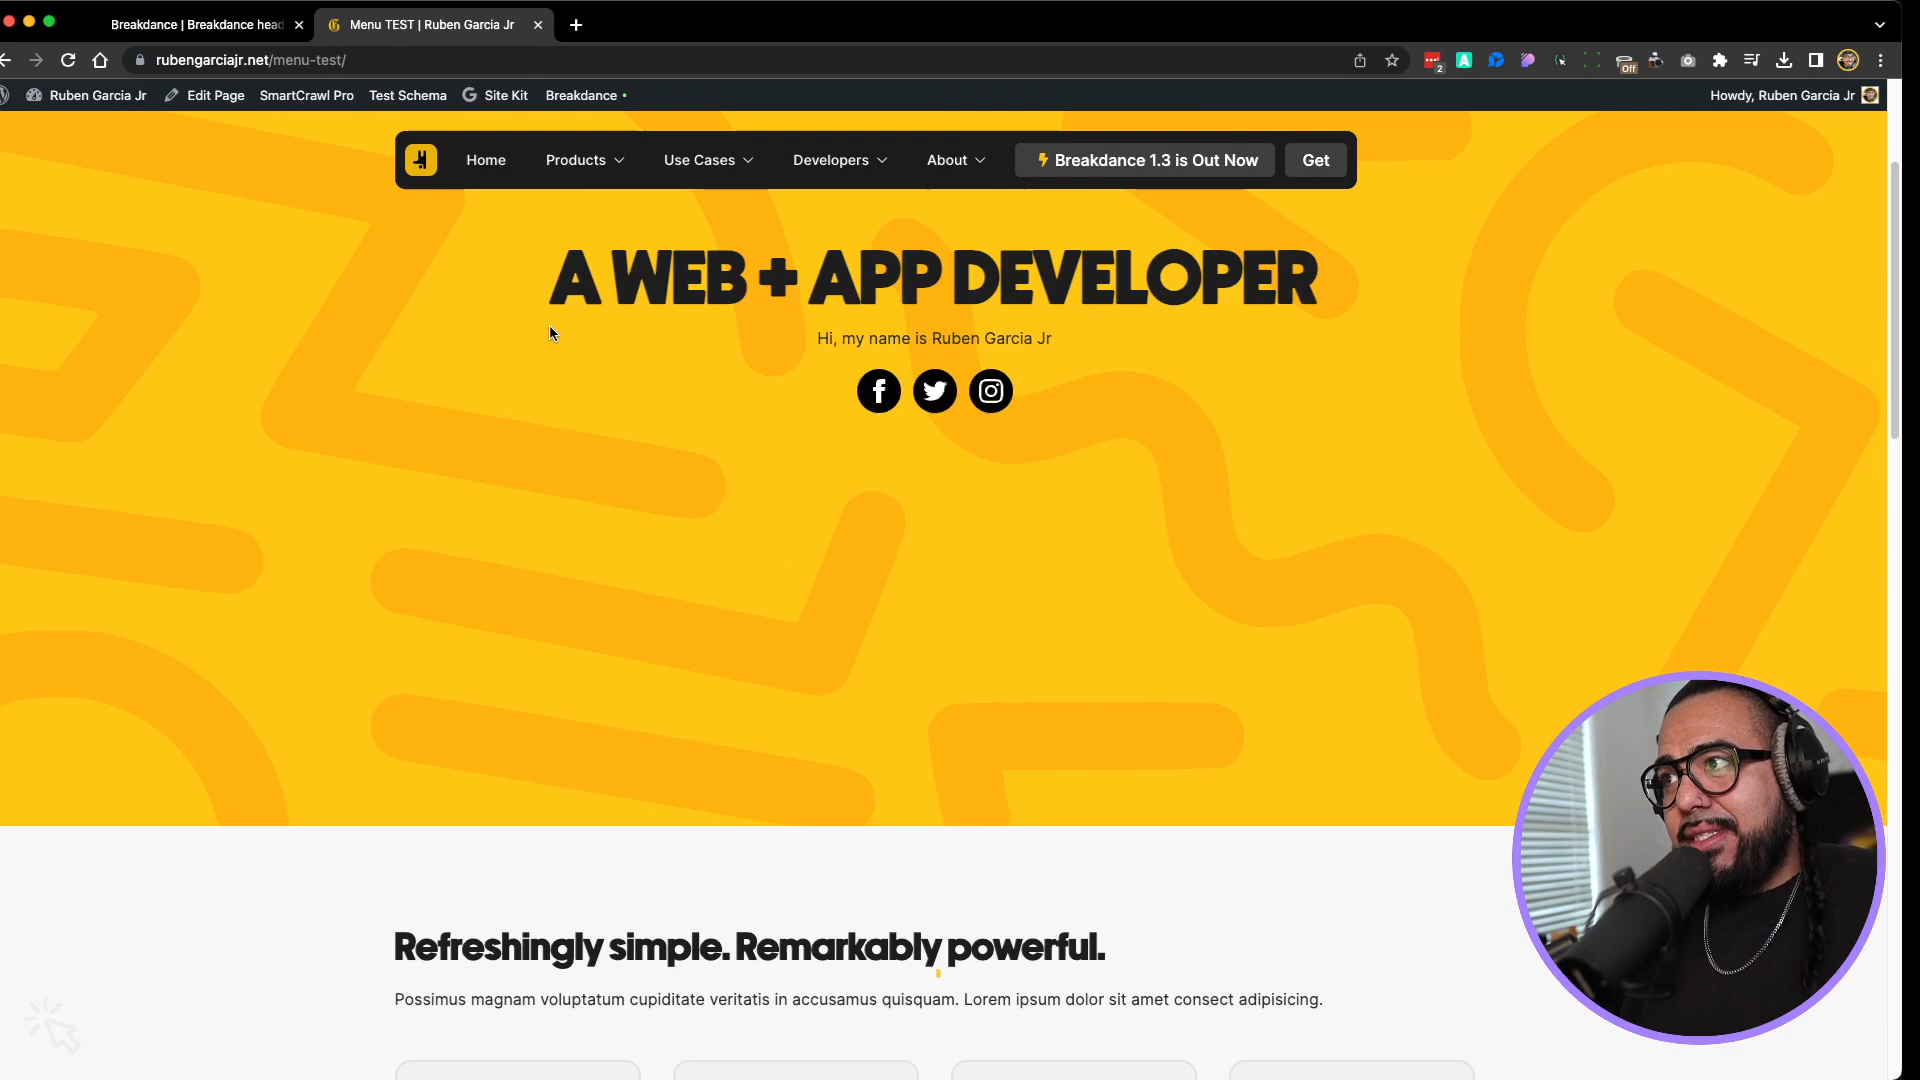 Breakdance | Breakdance head
Menu TEST | Ruben Garcia Jr
rubengarciajr.net/menu-test/
2
A
Off
Ruben Garcia Jr
Edit Page
SmartCrawl Pro
Test Schema
Site Kit
Breakdance
Howdy, Ruben Garcia Jr
Home
Products
Use Cases
Developers
About
Breakdance 1.3 is Out Now
Get
A WEB + APP DEVELOPER
Hi, my name is Ruben Garcia Jr
Refreshingly simple. Remarkably powerful.
Possimus magnam voluptatum cupiditate veritatis in accusamus quisquam. Lorem ipsum dolor sit amet consect adipisicing.